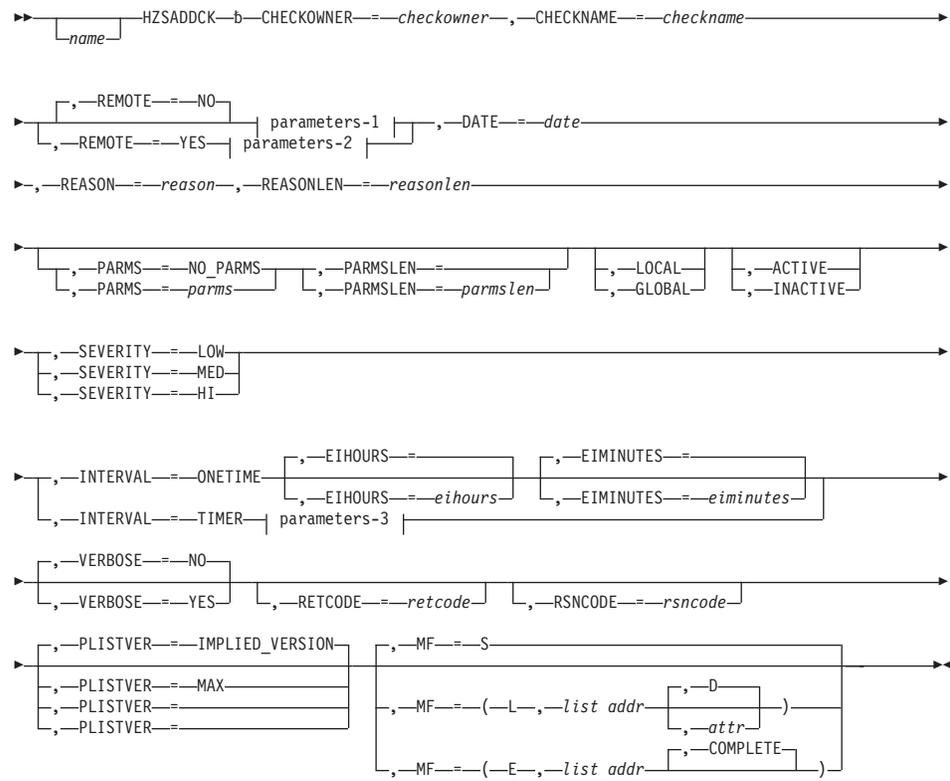 HZSADDCK ƀ CHECKOWNER = checkowner , CHECKNAME = checkname
name
, REMOTE = NO
parameters-1 , DATE = date
, REMOTE = YES parameters-2
, REASON = reason , REASONLEN = reasonlen
, PARMS = NO_PARMS , PARMSLEN = , LOCAL , ACTIVE
, PARMS = parms , PARMSLEN = parmslen , GLOBAL , INACTIVE
, SEVERITY = LOW
, SEVERITY = MED
, SEVERITY = HI
, EIHOURS = , EIMINUTES =
, INTERVAL = ONETIME
, EIHOURS = eihours , EIMINUTES = eiminutes
, INTERVAL = TIMER parameters-3
, VERBOSE = NO
, VERBOSE = YES , RETCODE = retcode , RSNCODE = rsncode
, PLISTVER = IMPLIED_VERSION , MF = S
, PLISTVER = MAX , D
, PLISTVER = , MF = ( L , list addr )
, PLISTVER = , attr
, COMPLETE
, MF = ( E , list addr )